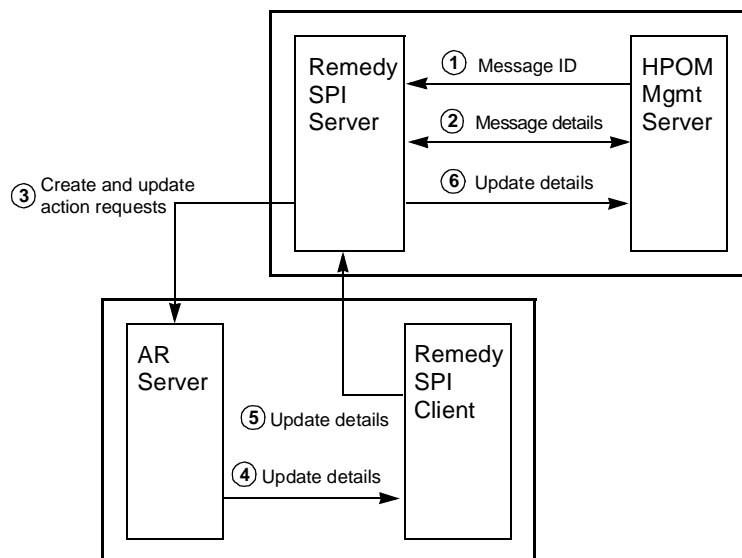 Remedy
SPI
Server
1 Message ID
HPOM
Mgmt
Server
2 Message details
6 Update details
3 Create and update
action requests
AR
Server
Remedy
SPI
Client
5 Update details
4 Update details